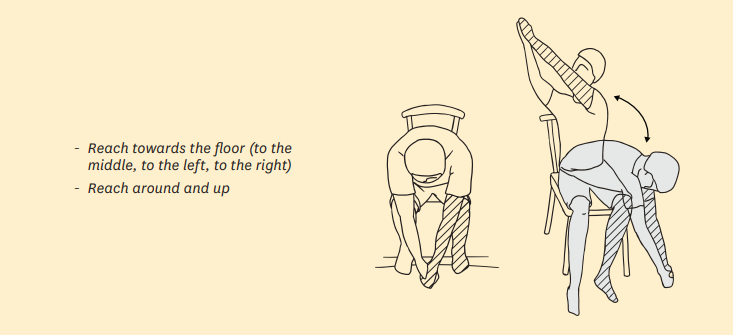 - Reach towards the floor (to the
middle, to the left, to the right)
- Reach around and up